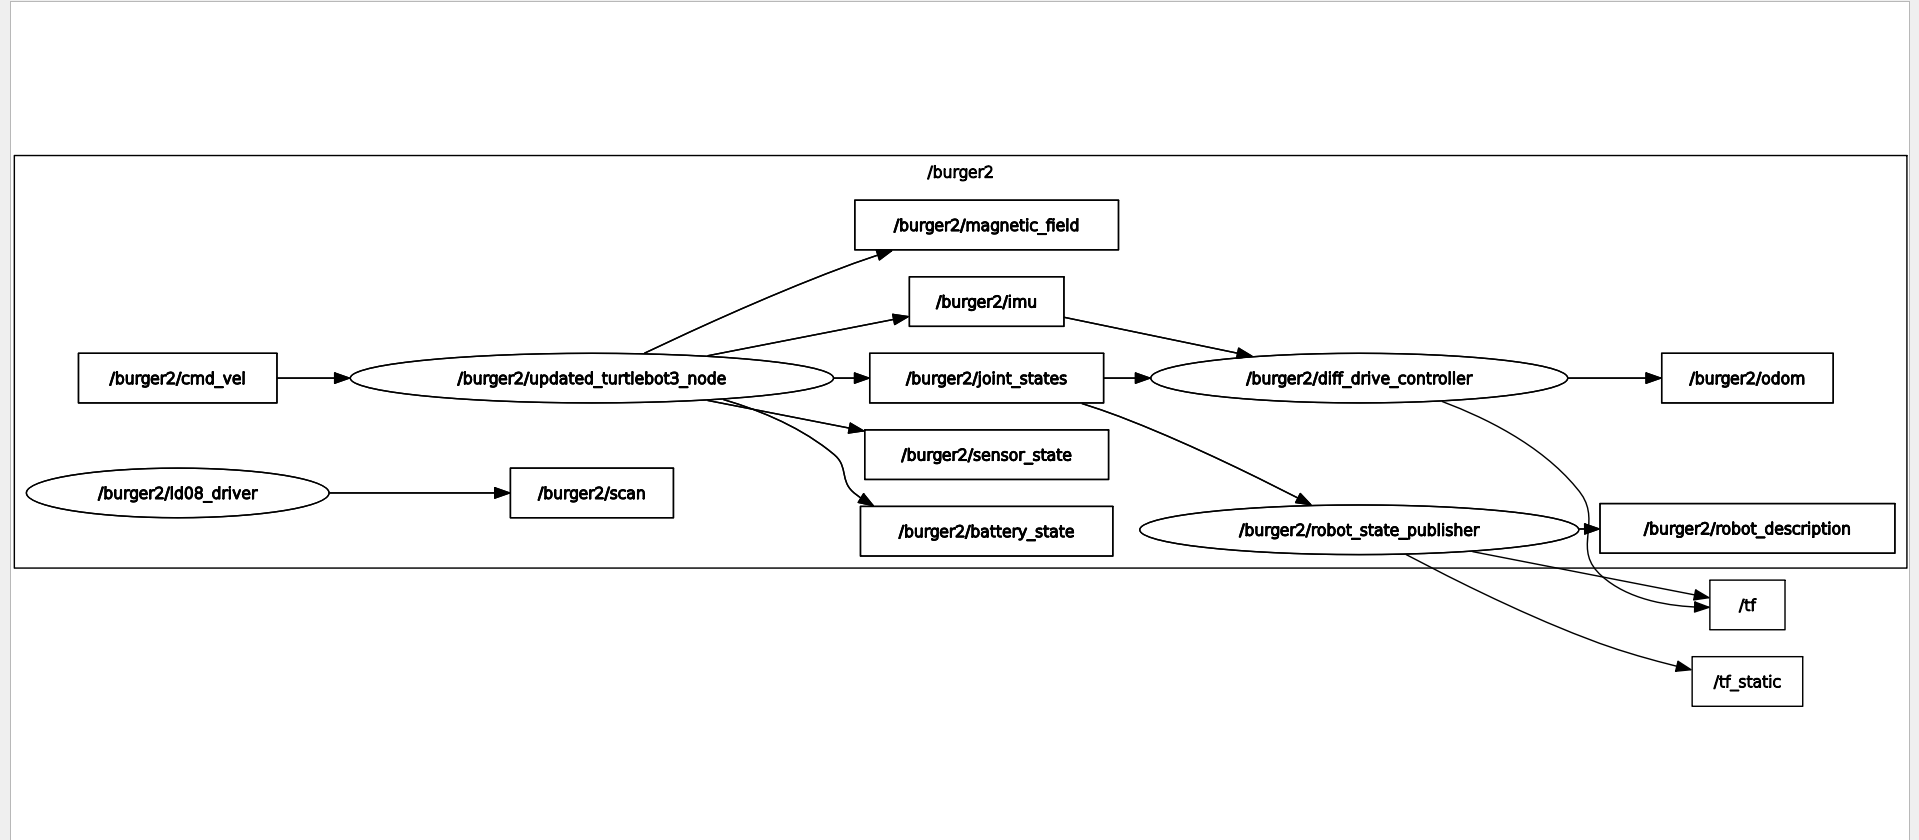 /burger2
/burger2/magnetic_field
/burger2/imu
/burger2/cmd_vel
/burger2/updated_turtlebot3_node
/burger2/joint_states
/burger2/diff_drive_controller
/burger2/odom
/burger2/sensor_state
/burger2/ld08_driver
/burger2/scan
/burger2/battery_state
/burger2/robot_state_publisher
/burger2/robot_description
/tf
/tf_static